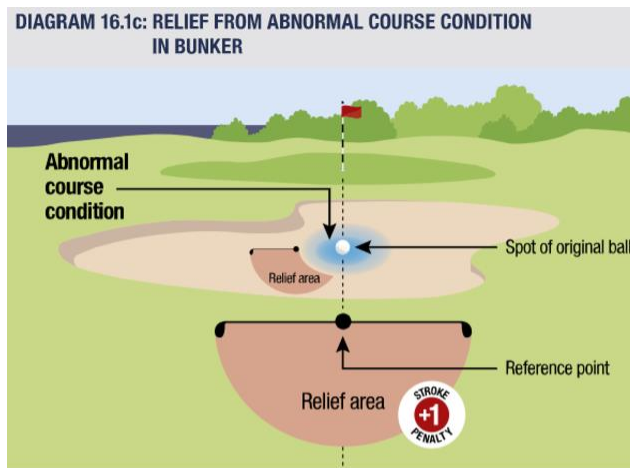 DIAGRAM 16.1c: RELIEF FROM ABNORMAL COURSE CONDITION
IN BUNKER
Abnormal
course
condition
Spot of original ball
Relief area
Reference point
Relief area
STROKE
+1
PENALTY